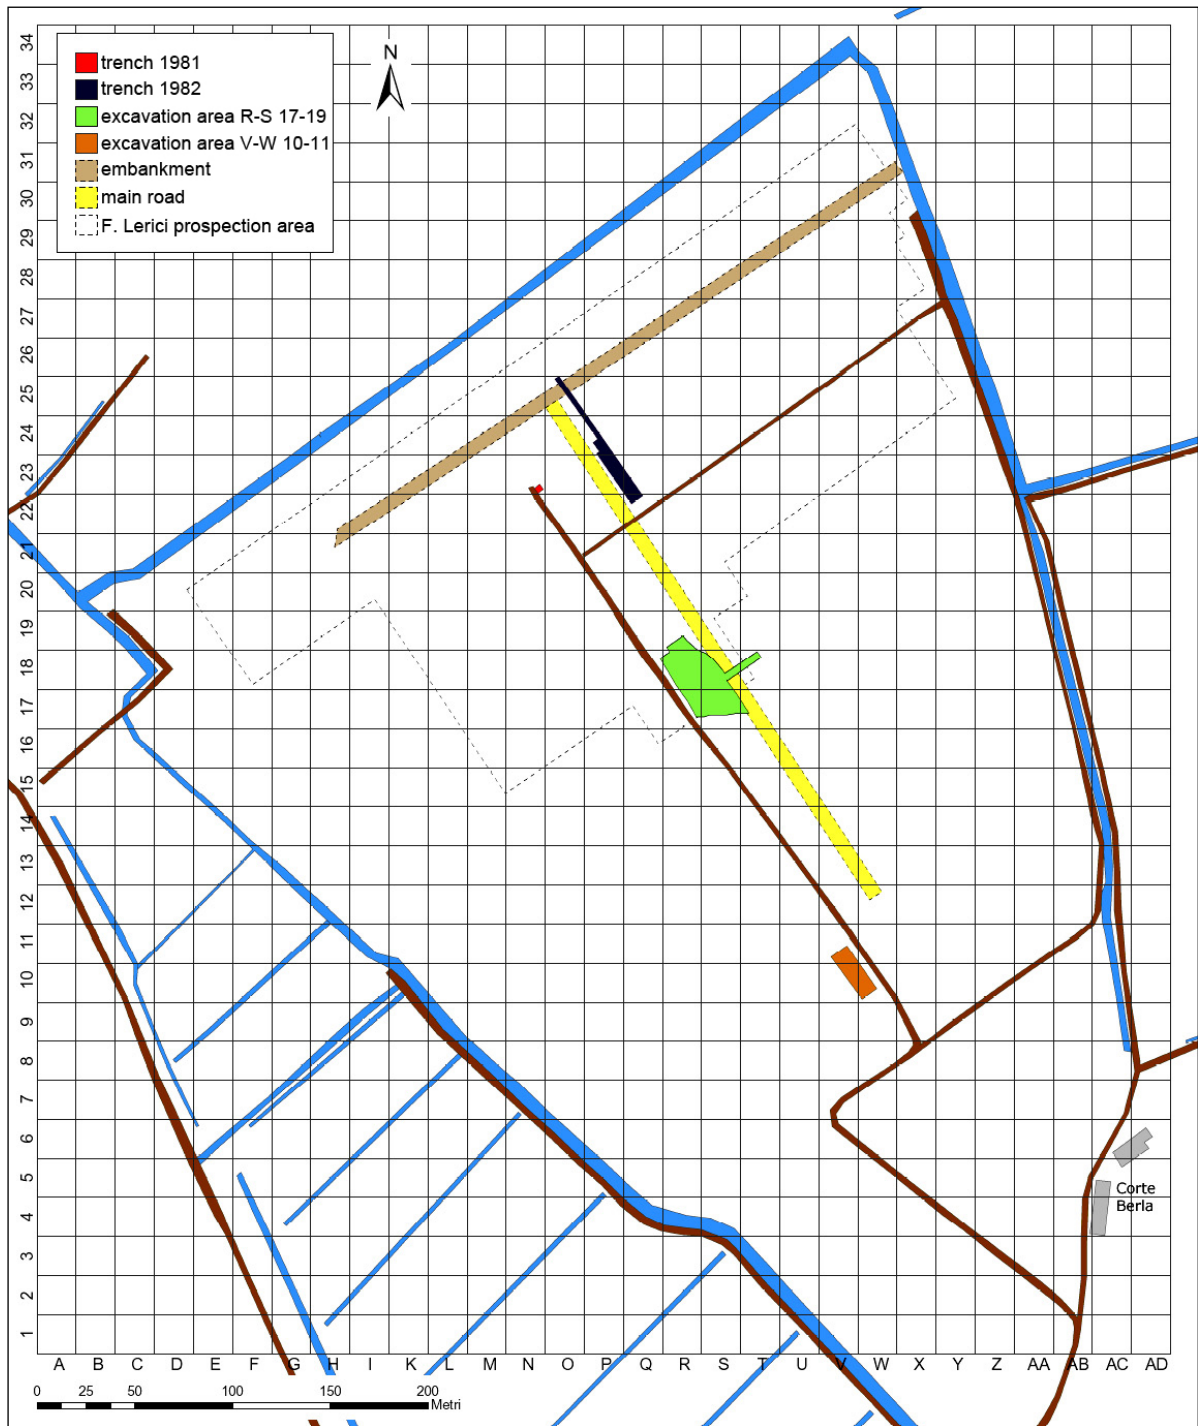 trench 1981
trench 1982
excavation area R-S 17-19
excavation area V-W 10-11
embankment
main road
F. Lerici prospection area
N
34
33
32
31
30
29
28
27
26
25
24
23
22
21
20
19
18
17
16
15
14
13
12
11
10
9
8
7
6
5
4
3
2
1
Corte
Berla
A B C D E F G H I K L M N O P Q R S T U V W X Y Z AA AB AC AD
0 25 50 100 150 200
Metri